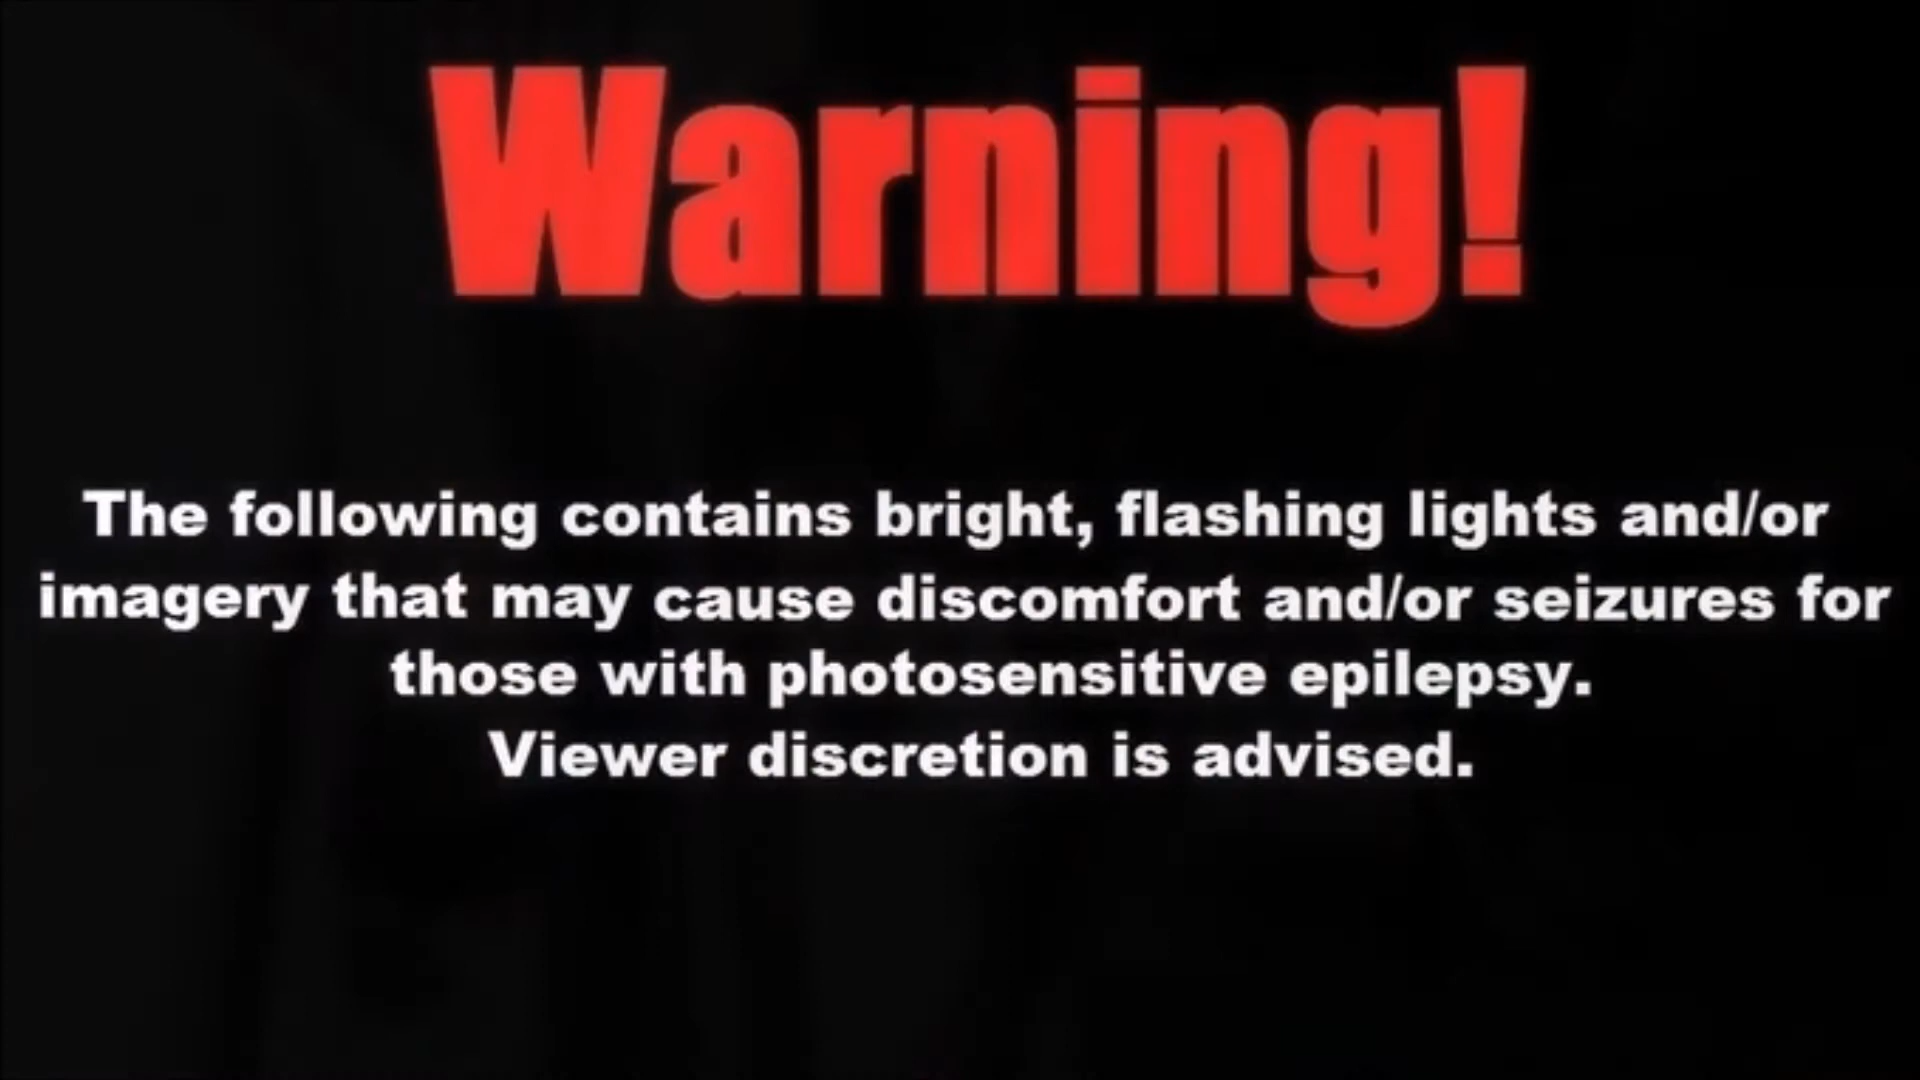 Warning!
The following contains bright, flashing lights and/or
imagery that may cause discomfort and/or seizures for
those with photosensitive epilepsy.
Viewer discretion is advised.